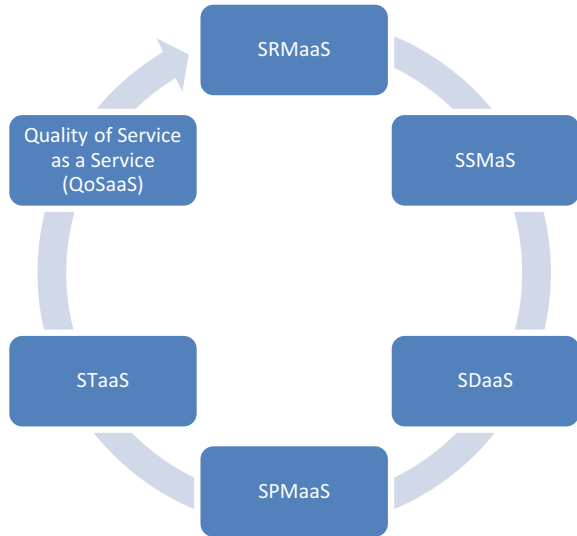 SRMaaS
SSMaS
SDaaS
SPMaaS
STaaS
Quality of Service
as a Service
(QoSaaS)